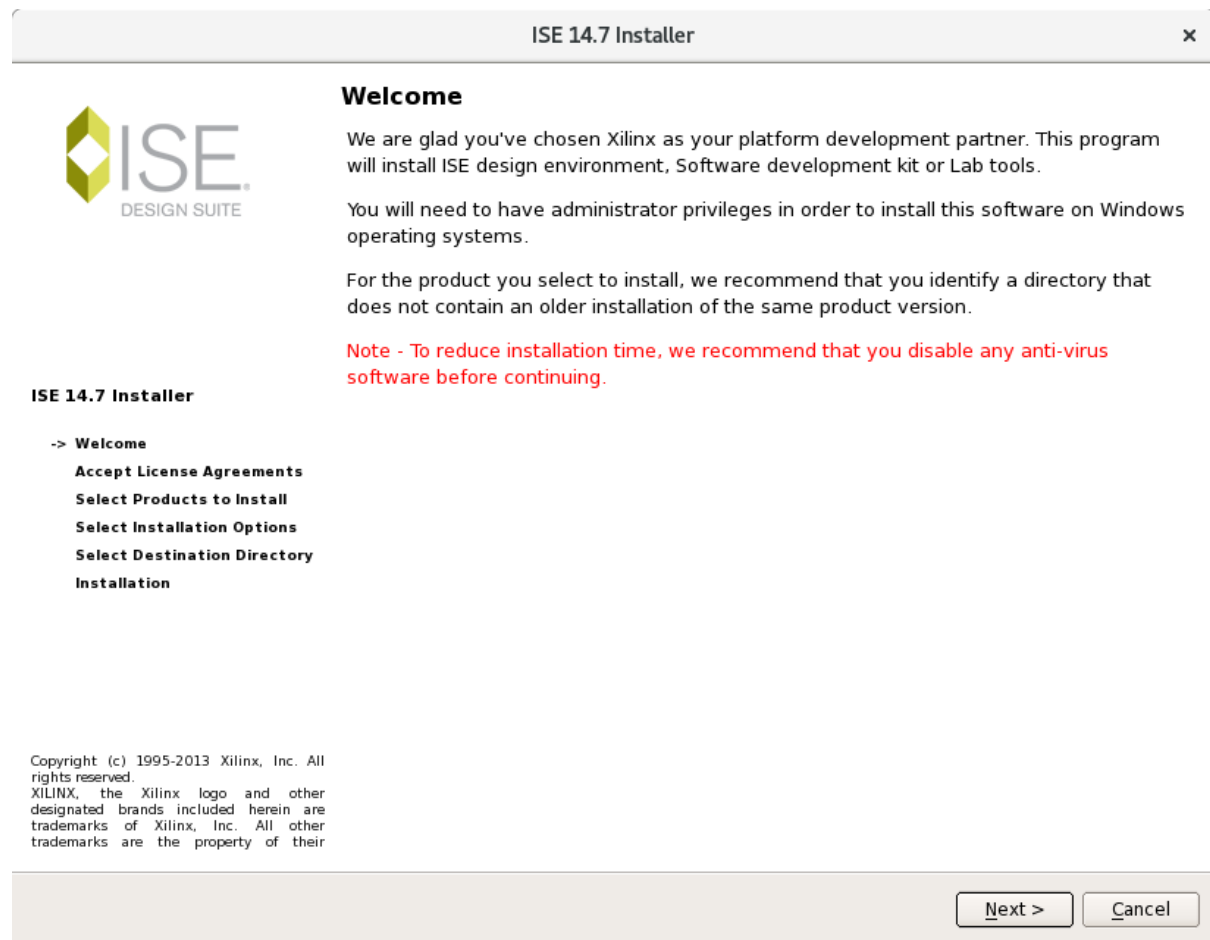 ISE 14.7 Installer
×
ISE.
DESIGN SUITE
Welcome
We are glad you've chosen Xilinx as your platform development partner. This program
will install ISE design environment, Software development kit or Lab tools.
You will need to have administrator privileges in order to install this software on Windows
operating systems.
For the product you select to install, we recommend that you identify a directory that
does not contain an older installation of the same product version.
Note - To reduce installation time, we recommend that you disable any anti-virus
software before continuing.
ISE 14.7 Installer
-> Welcome
Accept License Agreements
Select Products to Install
Select Installation Options
Select Destination Directory
Installation
Copyright (c) 1995-2013 Xilinx, Inc. All
rights reserved.
XILINX, the Xilinx logo and other
designated brands included herein are
trademarks of Xilinx, Inc. All other
trademarks are the property of their
Next >
Cancel